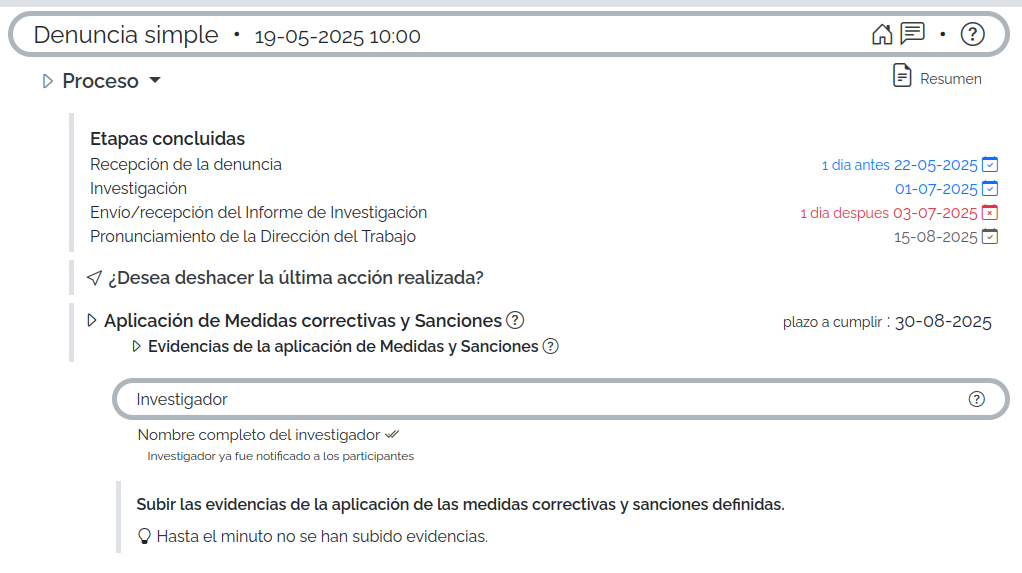 Denuncia simple • 19-05-2025 10:00 • ?
Proceso
Resumen
Etapas concluidas
Recepción de la denuncia 1 dia antes 22-05-2025
Investigación 01-07-2025
Envío/recepción del Informe de Investigación 1 dia despues 03-07-2025
Pronunciamiento de la Dirección del Trabajo 15-08-2025
¿Desea deshacer la última acción realizada?
Aplicación de Medidas correctivas y Sanciones ? plazo a cumplir : 30-08-2025
Evidencias de la aplicación de Medidas y Sanciones ?
Investigador ?
Nombre completo del investigador
Investigador ya fue notificado a los participantes
Subir las evidencias de la aplicación de las medidas correctivas y sanciones definidas.
Hasta el minuto no se han subido evidencias.